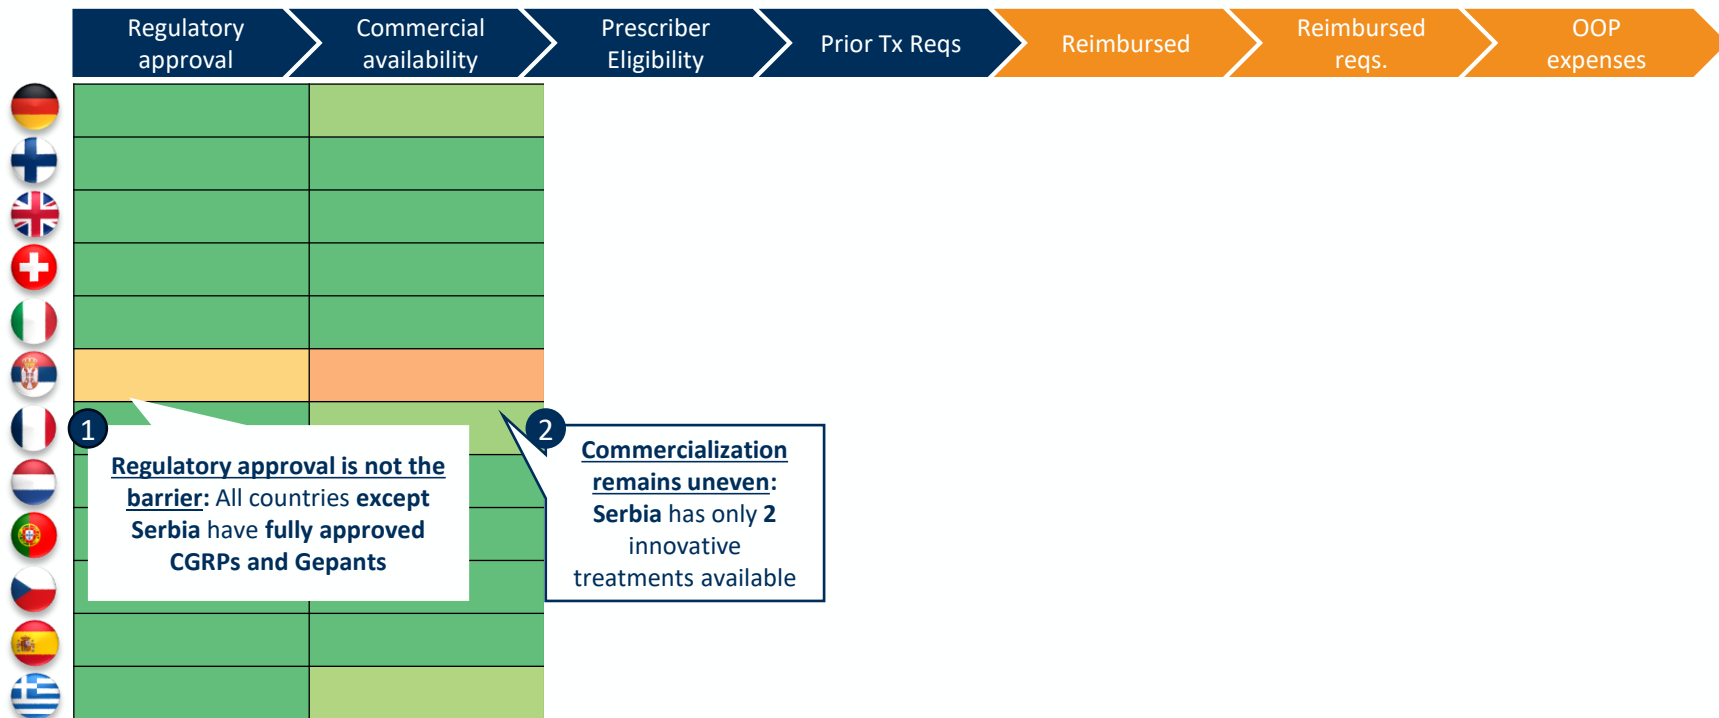 Regulatory
approval
Commercial
availability
Prescriber
Eligibility
Prior Tx Reqs
Reimbursed
Reimbursed
reqs.
OOP
expenses
1
Regulatory approval is not the
barrier: All countries except
Serbia have fully approved
CGRPs and Gepants
2
Commercialization
remains uneven:
Serbia has only 2
innovative
treatments available